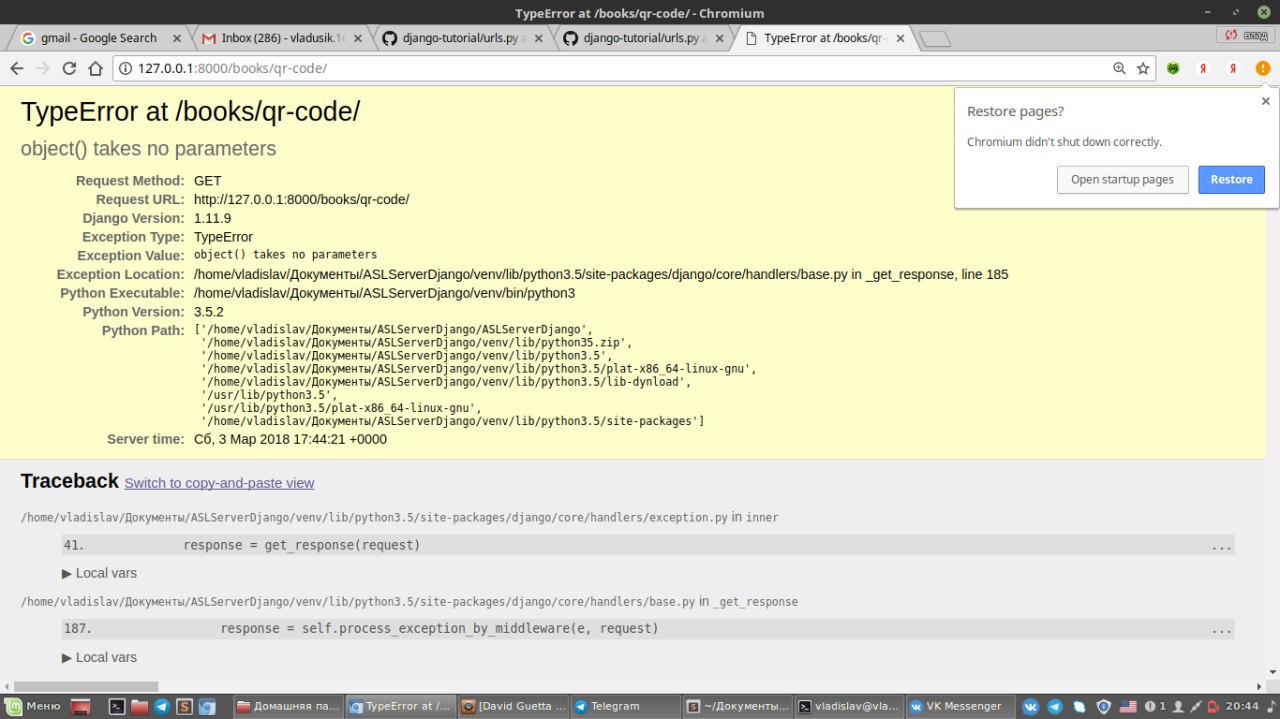 TypeError at /books/qr-code/ - Chromium
gmail - Google Search
Inbox (286) - vladusik.1
django-tutorial/urls.py a
django-tutorial/urls.py a
TypeError at /books/qr-
влад
127.0.0.1:8000/books/qr-code/
TypeError at /books/qr-code/
object() takes no parameters
Restore pages?
Chromium didn't shut down correctly.
Open startup pages
Restore
Request Method: GET
Request URL: http://127.0.0.1:8000/books/qr-code/
Django Version: 1.11.9
Exception Type: TypeError
Exception Value: object() takes no parameters
Exception Location: /home/vladislav/Документы/ASLServerDjango/venv/lib/python3.5/site-packages/django/core/handlers/base.py in _get_response, line 185
Python Executable: /home/vladislav/Документы/ASLServerDjango/venv/bin/python3
Python Version: 3.5.2
Python Path: ['/home/vladislav/Документы/ASLServerDjango/ASLServerDjango',
'/home/vladislav/Документы/ASLServerDjango/venv/lib/python35.zip',
'/home/vladislav/Документы/ASLServerDjango/venv/lib/python3.5',
'/home/vladislav/Документы/ASLServerDjango/venv/lib/python3.5/plat-x86_64-linux-gnu',
'/home/vladislav/Документы/ASLServerDjango/venv/lib/python3.5/lib-dynload',
'/usr/lib/python3.5',
'/usr/lib/python3.5/plat-x86_64-linux-gnu',
'/home/vladislav/Документы/ASLServerDjango/venv/lib/python3.5/site-packages']
Server time: Сб, 3 Мар 2018 17:44:21 +0000
Traceback Switch to copy-and-paste view
/home/vladislav/Документы/ASLServerDjango/venv/lib/python3.5/site-packages/django/core/handlers/exception.py in inner
41. response = get_response(request) ...
▶ Local vars
/home/vladislav/Документы/ASLServerDjango/venv/lib/python3.5/site-packages/django/core/handlers/base.py in _get_response
187. response = self.process_exception_by_middleware(e, request) ...
▶ Local vars
Меню
Домашняя па...
TypeError at /...
[David Guetta ...
Telegram
~/Документы...
vladislav@vla...
VK Messenger
1
20:44